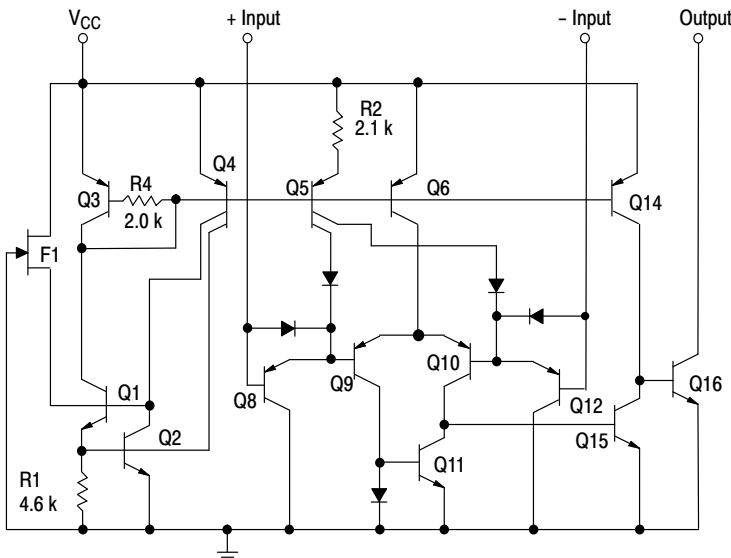 VCC
+ Input
– Input
Output
R2
2.1 k
Q4
R4
Q5
Q3
Q6
2.0 k
Q14
F1
Q10
Q1
Q8
Q9
Q12
Q16
Q2
Q15
R1
4.6 k
Q11